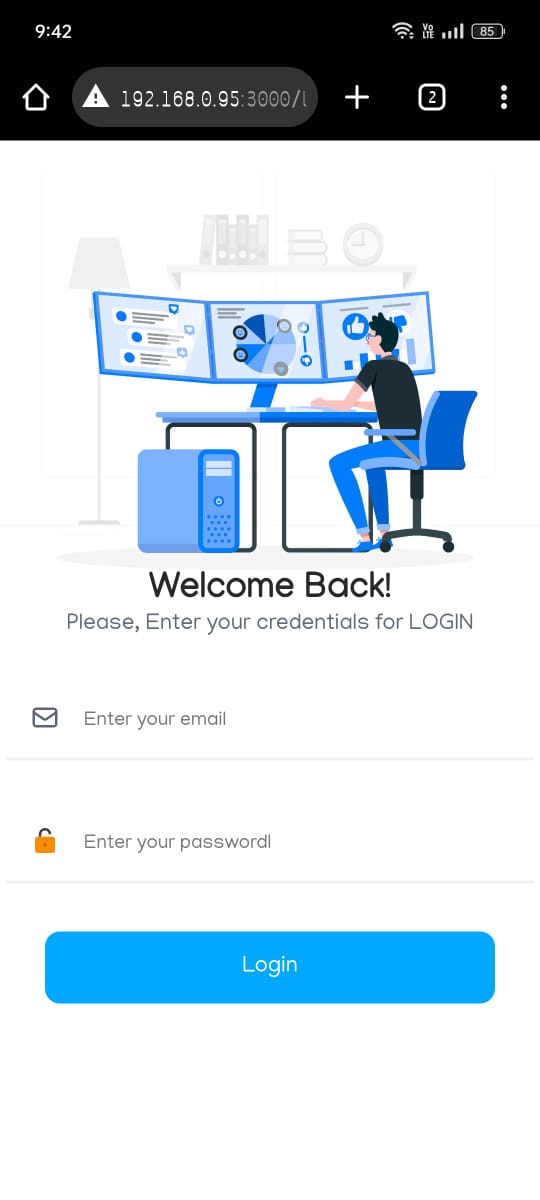 9:42
Vo LTE
85
192.168.0.95:3000/l
2
Welcome Back!
Please, Enter your credentials for LOGIN
Enter your email
Enter your passwordl
Login